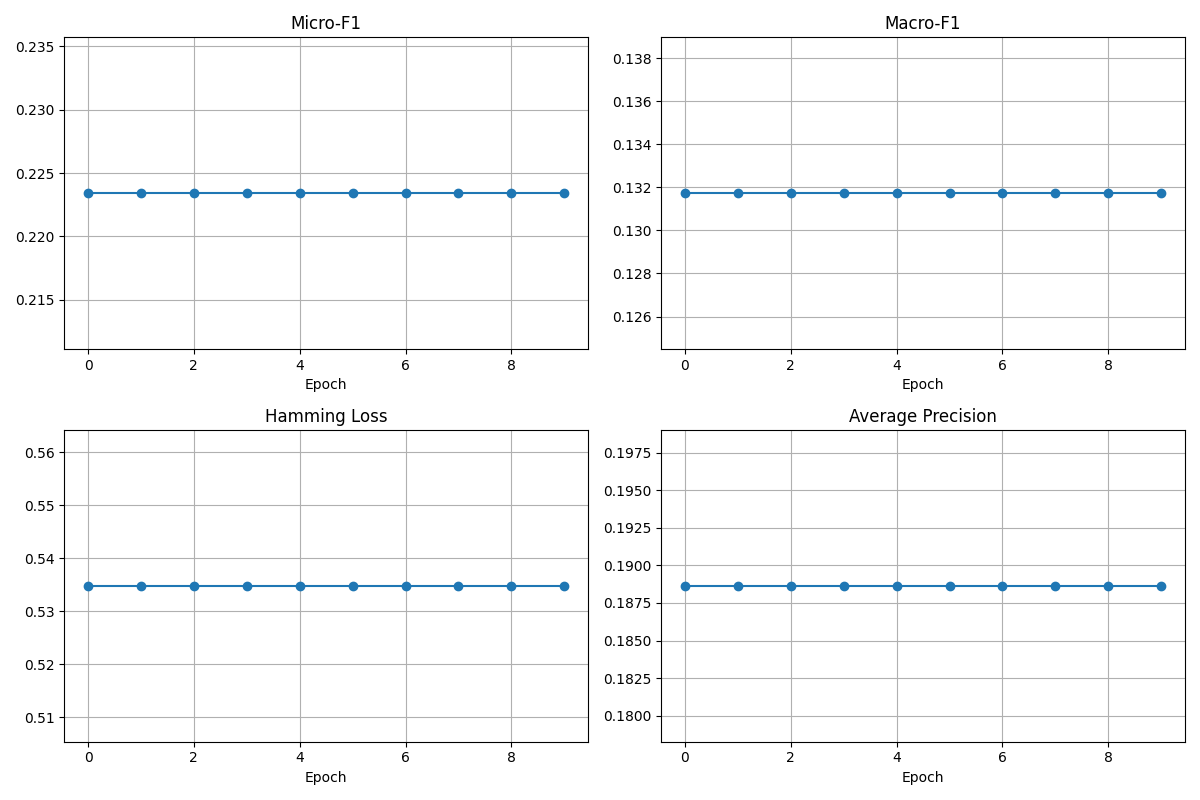 Micro-F1
0.235
0.230
0.225
0.220
0.215
0 2 4 6 8
Epoch
Macro-F1
0.138
0.136
0.134
0.132
0.130
0.128
0.126
0 2 4 6 8
Epoch
Hamming Loss
0.56
0.55
0.54
0.53
0.52
0.51
0 2 4 6 8
Epoch
Average Precision
0.1975
0.1950
0.1925
0.1900
0.1875
0.1850
0.1825
0.1800
0 2 4 6 8
Epoch